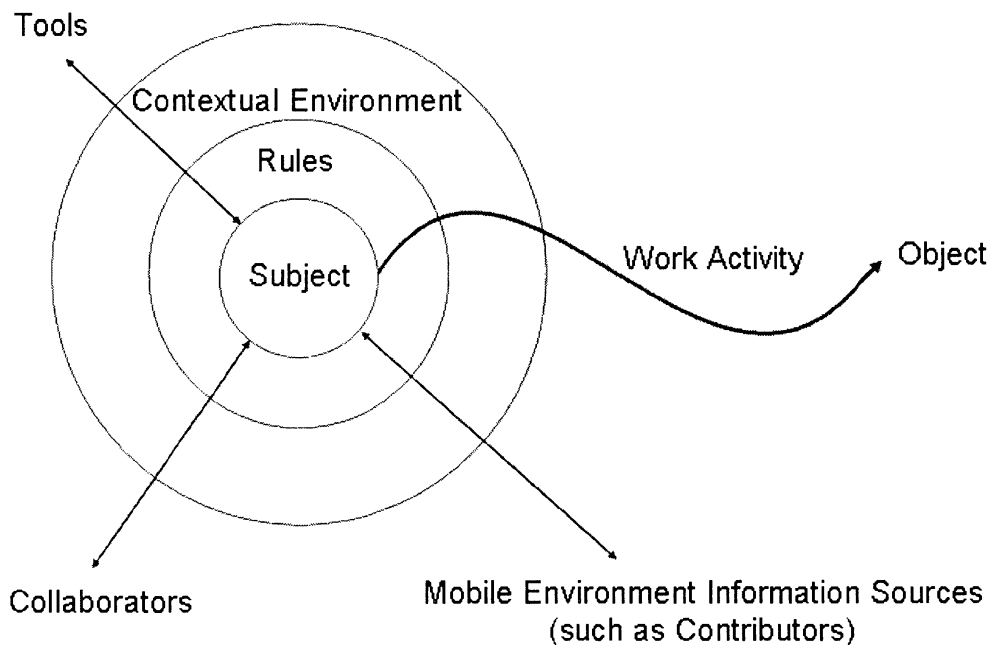 Tools
Contextual Environment
Rules
Subject
Work Activity
Object
Collaborators
Mobile Environment Information Sources
(such as Contributors)